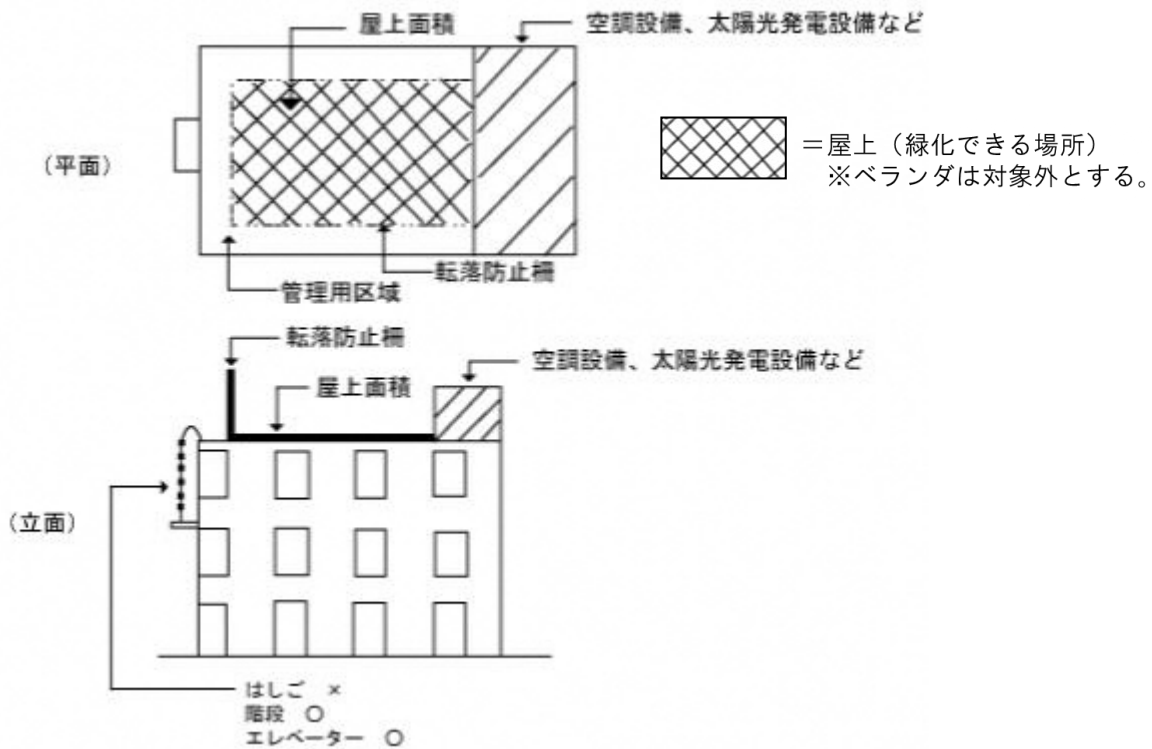 屋上面積
空調設備、太陽光発電設備など
(平面)
=屋上(緑化できる場所)
※ベランダは対象外とする。
転落防止柵
管理用区域
転落防止柵
空調設備、太陽光発電設備など
屋上面積
(立面)
はしご ×
階段 ○
エレベーター ○